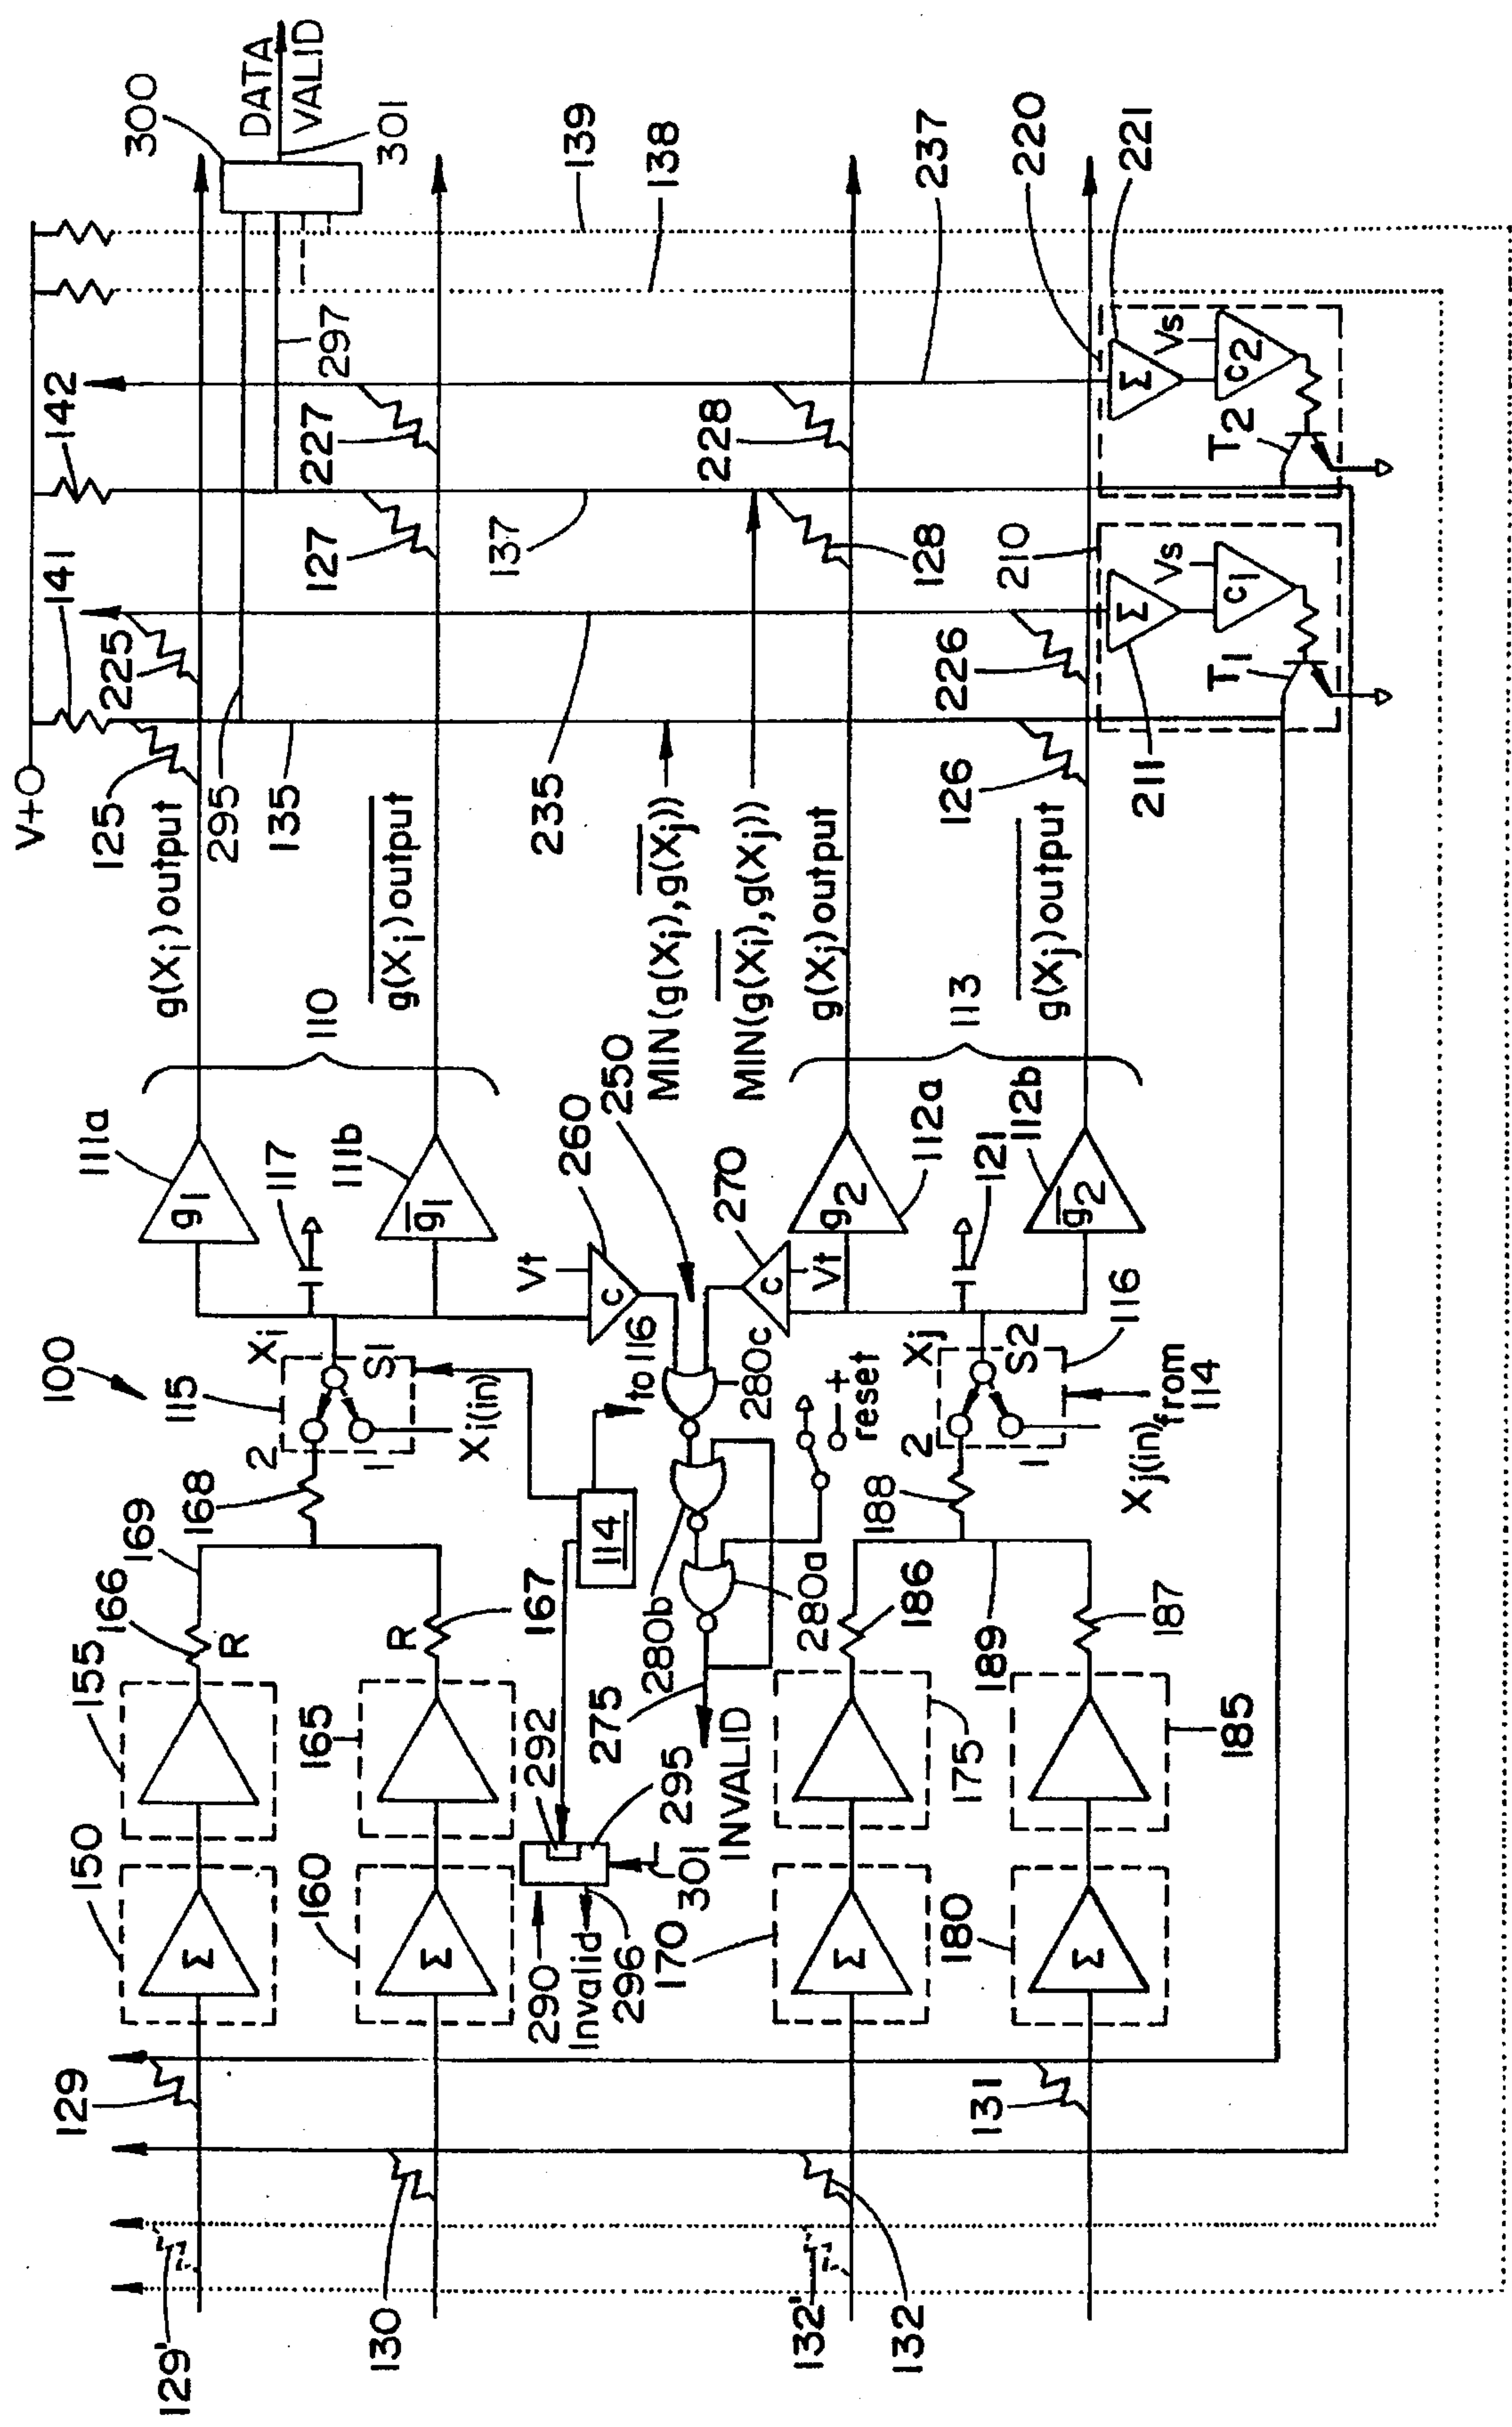 V+O
141
142
300
DATA
VALID
301
139
138
125
225
g(Xi) output
295
135
127
227
297
137
g(Xi) output
235
MIN(g(Xi),g(Xj))
MIN(g(Xi),g(Xj))
228
128
237
g(Xj) output
126
226
210
220
221
g(Xj) output
211
Σ
Vs
C1
T1
Σ
Vs
C2
T2
100
111a
g1
110
117
111b
g1
Xi
115
S1
2
1
Xi(in)
168
169
166
R
155
150
Σ
129
129'
167
R
165
160
Σ
130
Vt
C
260
250
to 116
114
280c
280b
280a
reset
+
275
INVALID
292
295
301
290
Invalid
296
270
C
Vt
g2
112a
113
121
112b
g2
Xj
S2
116
2
1
Xj(in)
from
114
188
186
189
187
175
170
Σ
185
180
Σ
131
132'
132